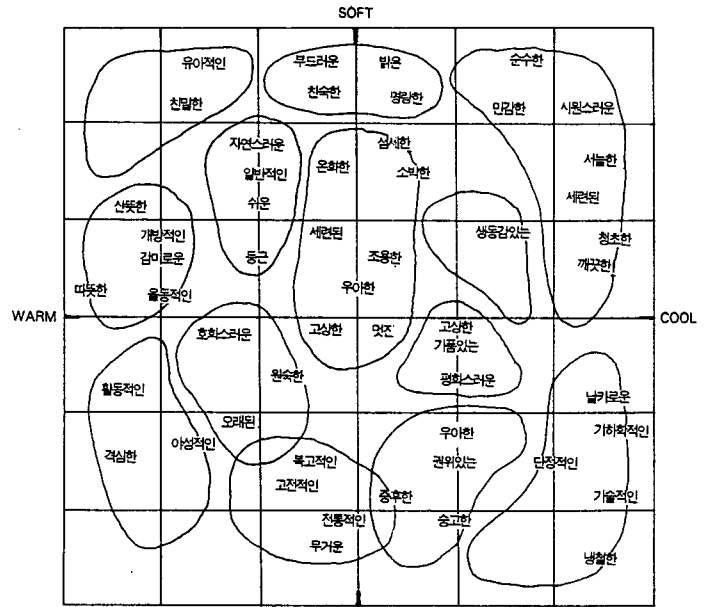 SOFT
유아적인
부드러운
밝은
순수한
친밀한
친숙한
명랑한
민감한
시원스러운
자연스러운
섬세한
온화한
소박한
일반적인
서늘한
쉬운
세련된
산뜻한
개방적인
세련된
생동감있는
청초한
감미로운
둥근
조용한
깨끗한
따뜻한
율동적인
우아한
WARM
COOL
호화스러운
고상한
멋진
고상한
기품있는
원숙한
평화스러운
활동적인
날카로운
오래된
야성적인
우아한
기하학적인
격심한
복고적인
권위있는
단정적인
고전적인
중후한
기술적인
전통적인
숭고한
무거운
냉철한